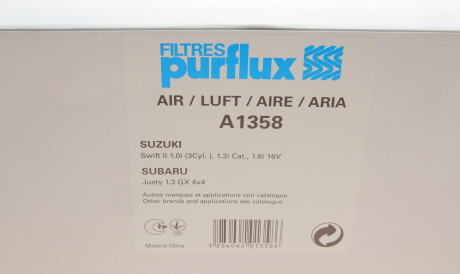 FILTRES
purflux
AIR / LUFT / AIRE / ARIA
A1358
SUZUKI
Swift II 1.0i (3Cyl. ), 1.3i Cat., 1.6i 16V
SUBARU
Justy 1.3 GX 4x4
Autres marques et applications voir catalogue
Other brands and applications see catalogue
Made in China
3286062013586